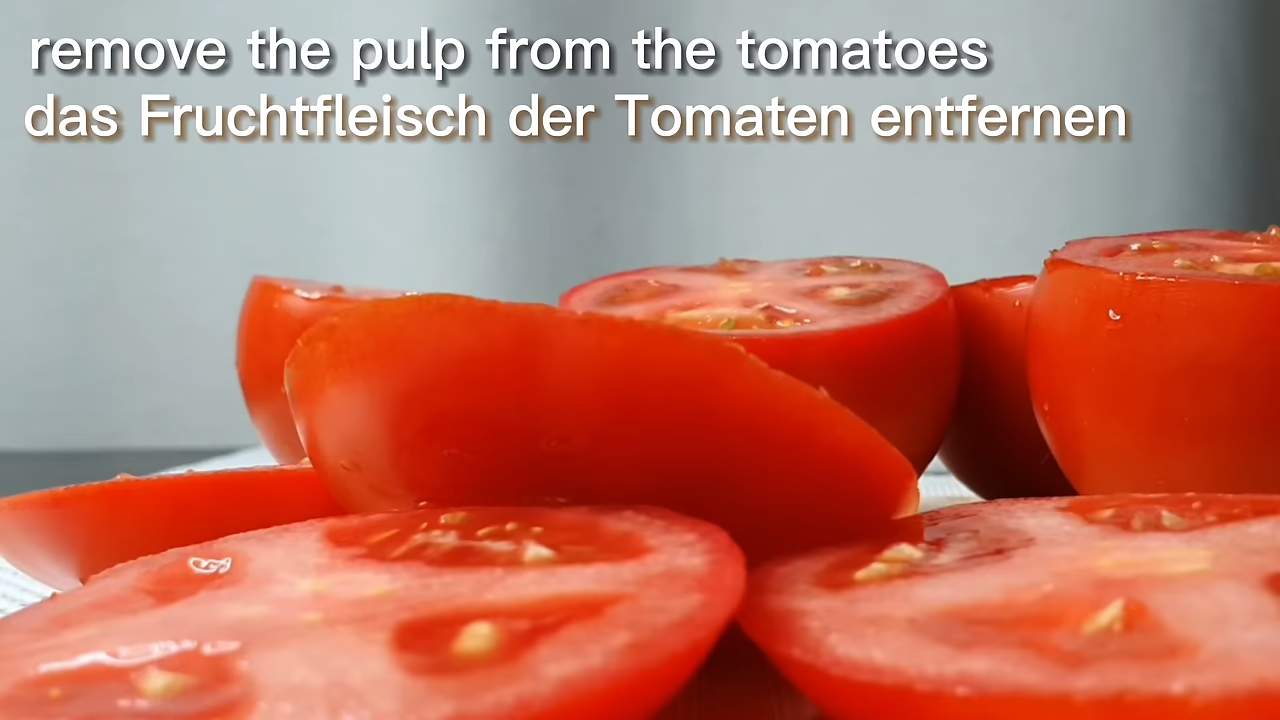 remove the pulp from the tomatoes
das Fruchtfleisch der Tomaten entfernen